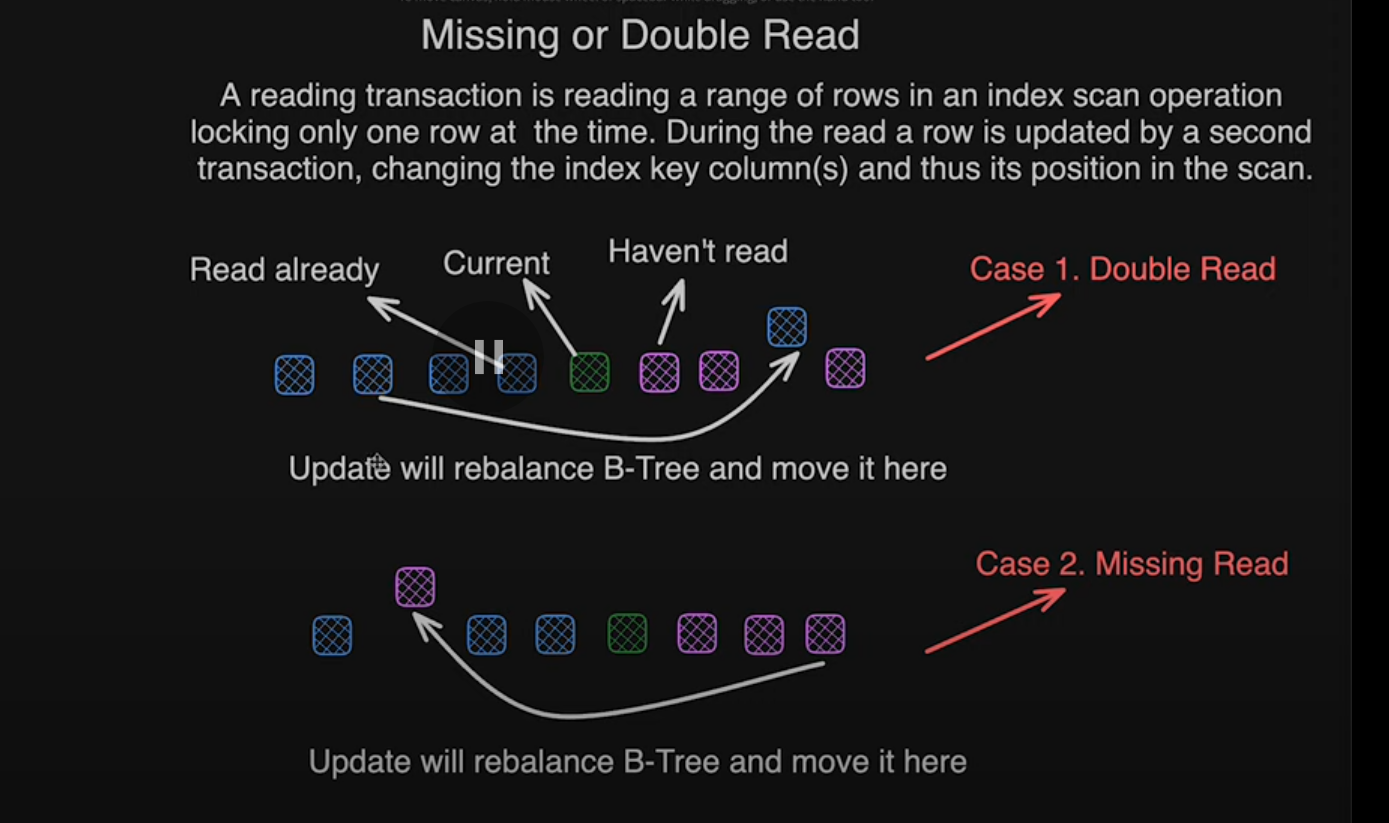 Missing or Double Read
A reading transaction is reading a range of rows in an index scan operation
locking only one row at the time. During the read a row is updated by a second
transaction, changing the index key column(s) and thus its position in the scan.
Read already
Current
Haven't read
Case 1. Double Read
Update will rebalance B-Tree and move it here
Case 2. Missing Read
Update will rebalance B-Tree and move it here